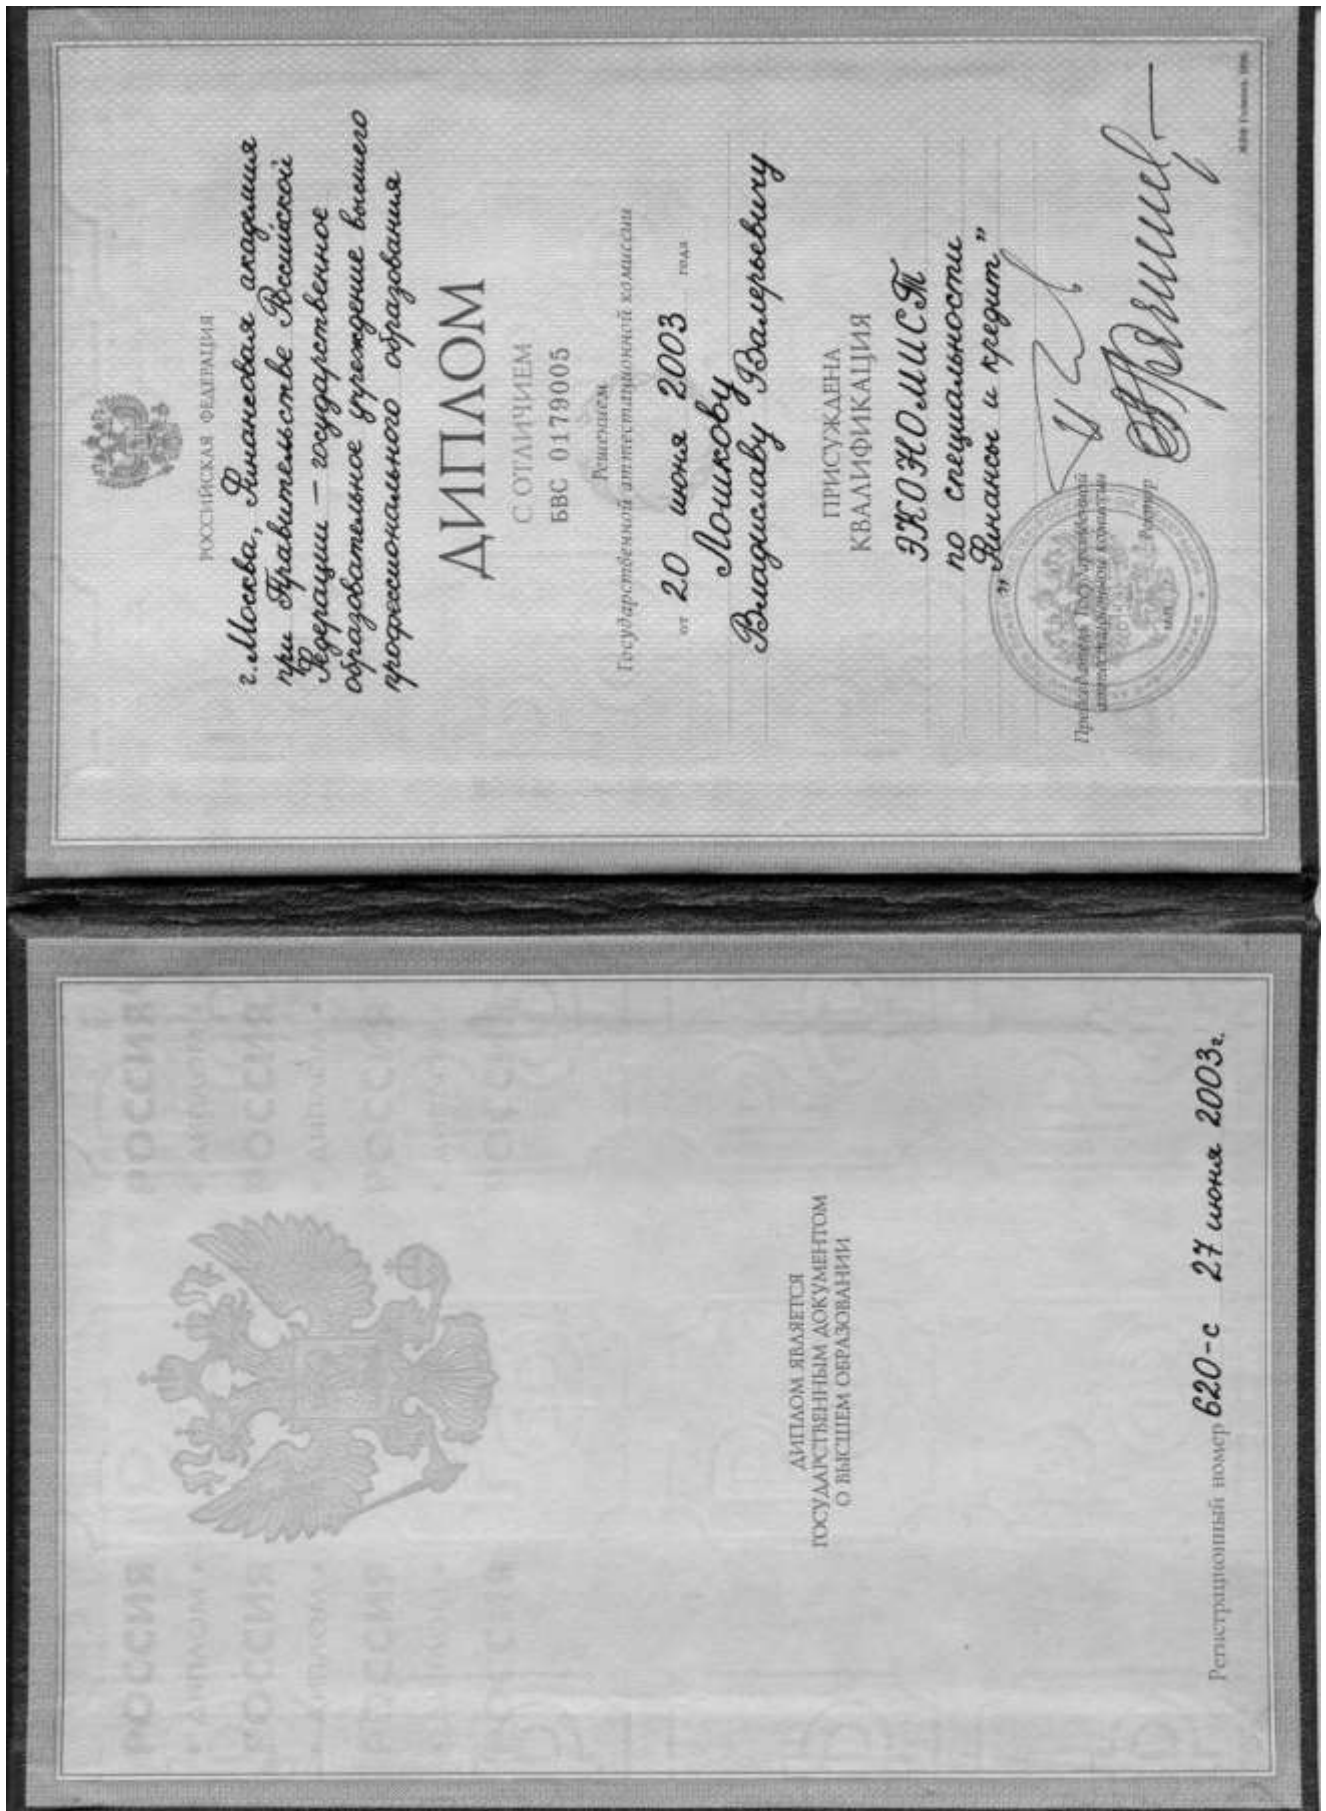 ДИПЛОМ ЯВЛЯЕТСЯ
ГОСУДАРСТВЕННЫМ ДОКУМЕНТОМ
О ВЫСШЕМ ОБРАЗОВАНИИ
Регистрационный номер 620-с 27 июня 2003г.
РОССИЙСКАЯ ФЕДЕРАЦИЯ
г. Москва, Финансовая академия
при Правительстве Российской
Федерации – государственное
образовательное учреждение высшего
профессионального образования
ДИПЛОМ
С ОТЛИЧИЕМ
БВС 0179005
Решением
Государственной аттестационной комиссии
от 20 июня 2003 года
Лошкову
Владиславу Валерьевичу
ПРИСУЖДЕНА
КВАЛИФИКАЦИЯ
ЭКОНОМИСТ
по специальности
„Финансы и кредит”
Председатель Государственной
аттестационной комиссии
Ректор